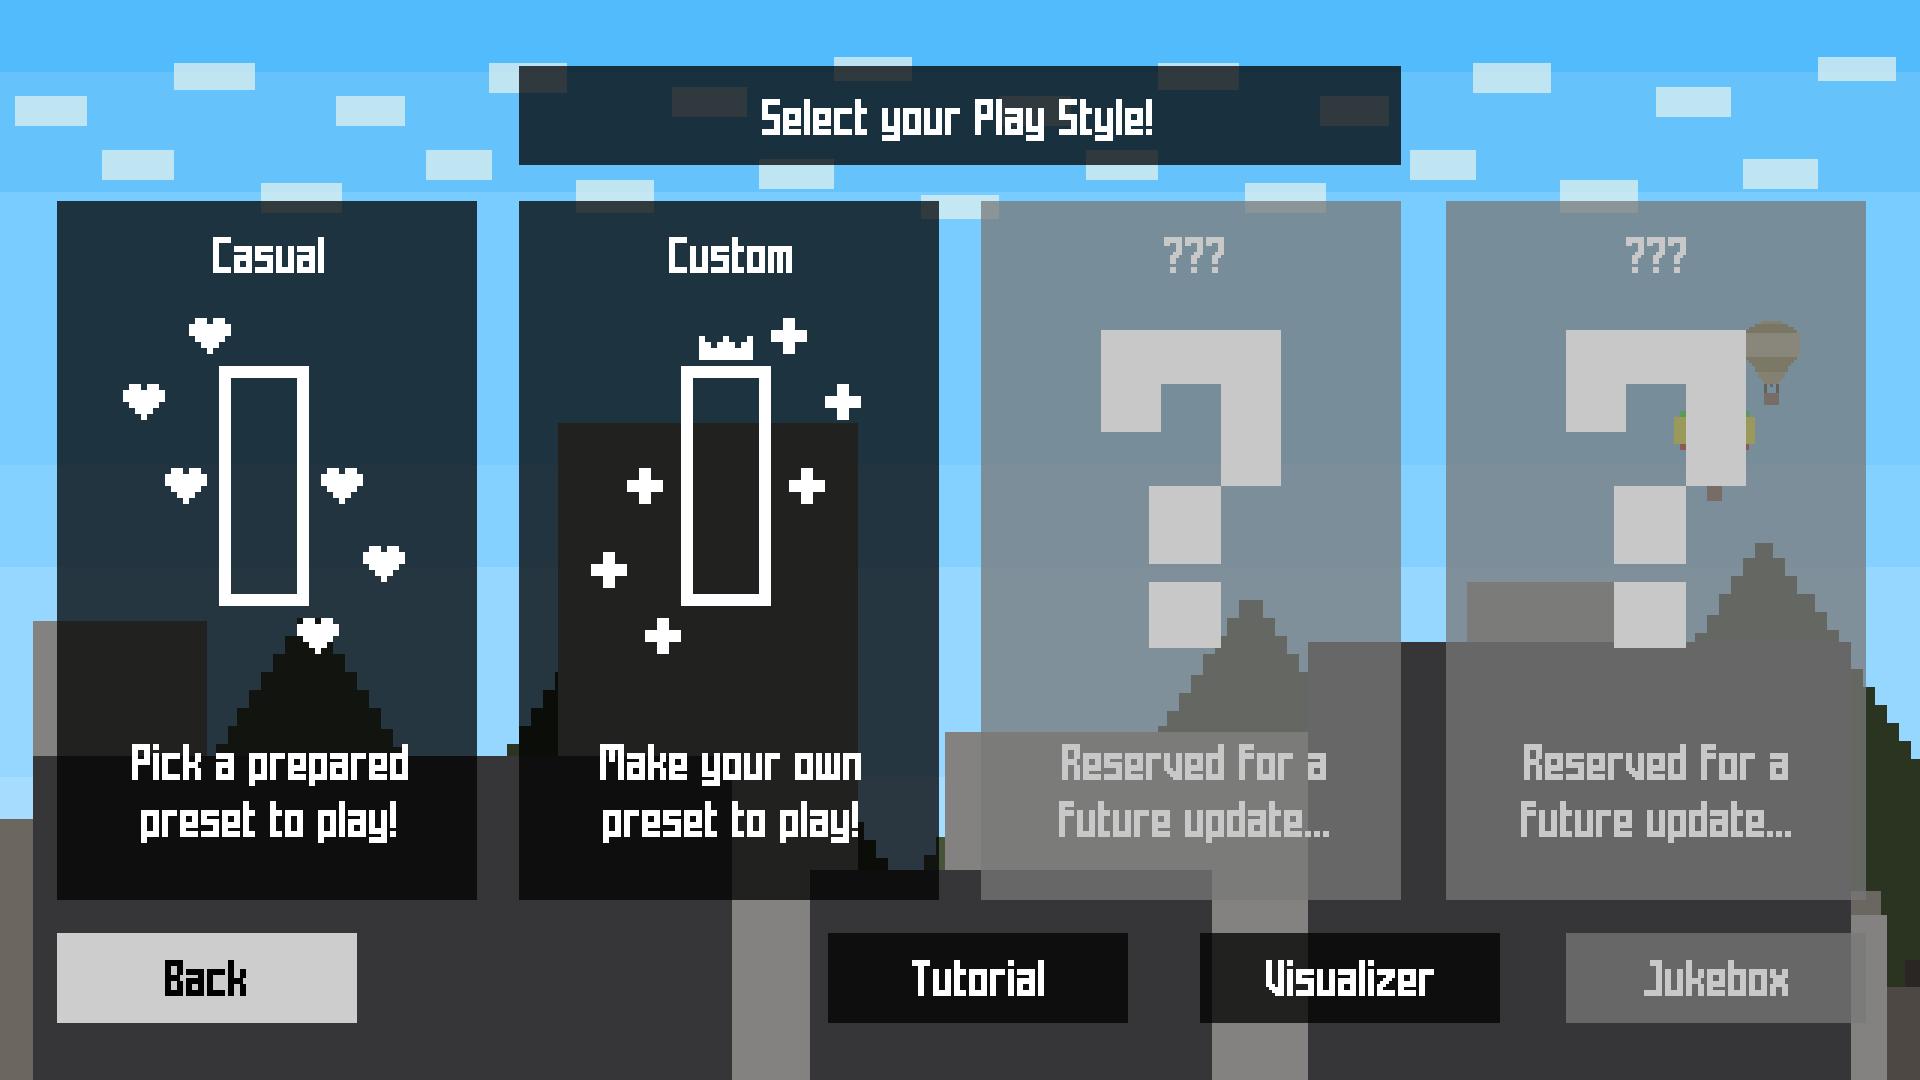 Select your Play Style!
Casual
Pick a prepared
preset to play!
Custom
Make your own
preset to play!
???
Reserved for a
future update...
???
Reserved for a
future update...
Back
Tutorial
Visualizer
Jukebox